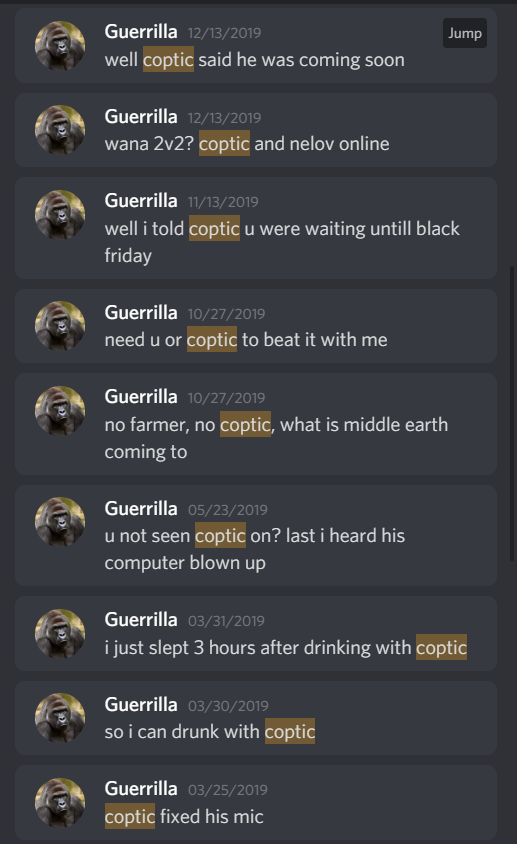 Guerrilla 12/13/2019
Jump
well coptic said he was coming soon
Guerrilla 12/13/2019
wana 2v2? coptic and nelov online
Guerrilla 11/13/2019
well i told coptic u were waiting untill black
friday
Guerrilla 10/27/2019
need u or coptic to beat it with me
Guerrilla 10/27/2019
no farmer, no coptic, what is middle earth
coming to
Guerrilla 05/23/2019
u not seen coptic on? last i heard his
computer blown up
Guerrilla 03/31/2019
i just slept 3 hours after drinking with coptic
Guerrilla 03/30/2019
so i can drunk with coptic
Guerrilla 03/25/2019
coptic fixed his mic